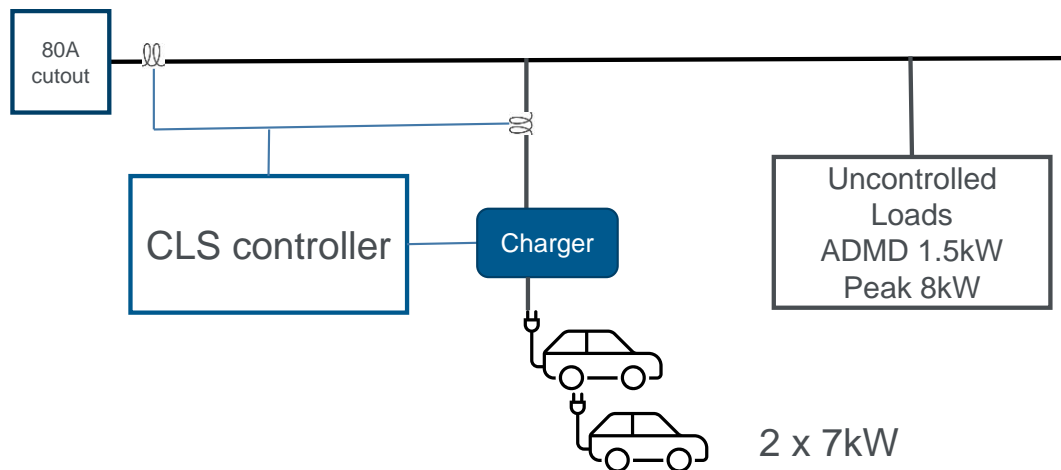 80A
cutout
CLS controller
Charger
Uncontrolled
Loads
ADMD 1.5kW
Peak 8kW
2 x 7kW